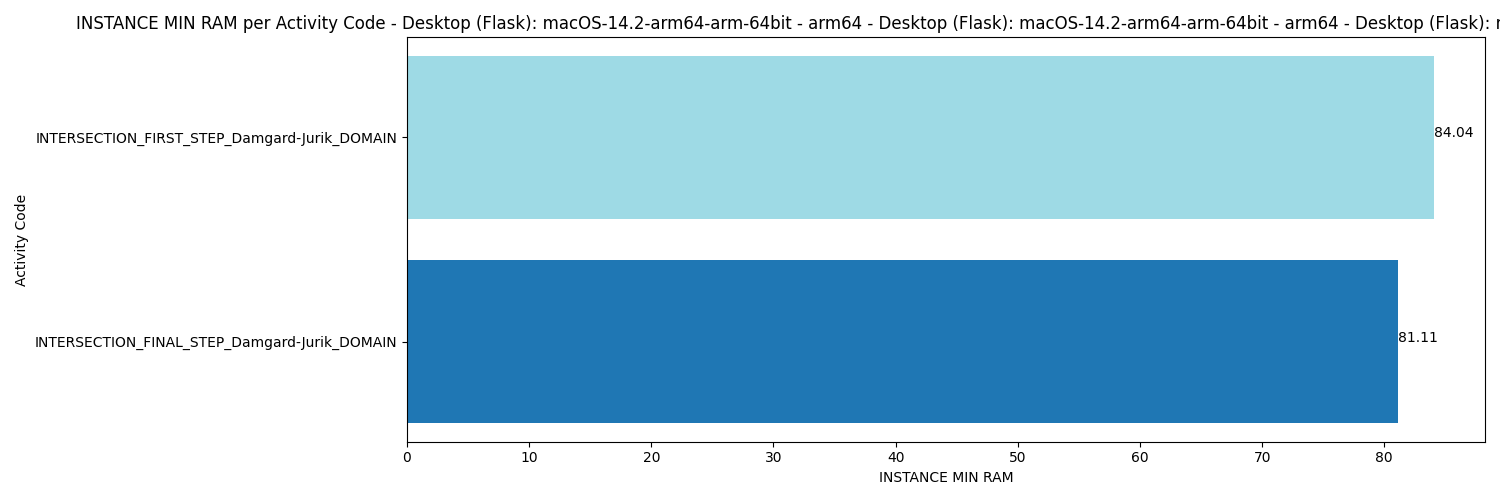 INSTANCE MIN RAM per Activity Code - Desktop (Flask): macOS-14.2-arm64-arm-64bit - arm64 - Desktop (Flask): macOS-14.2-arm64-arm-64bit - arm64 - Desktop (Flask):
INTERSECTION_FIRST_STEP_Damgard-Jurik_DOMAIN
84.04
Activity Code
INTERSECTION_FINAL_STEP_Damgard-Jurik_DOMAIN
81.11
0 10 20 30 40 50 60 70 80
INSTANCE MIN RAM